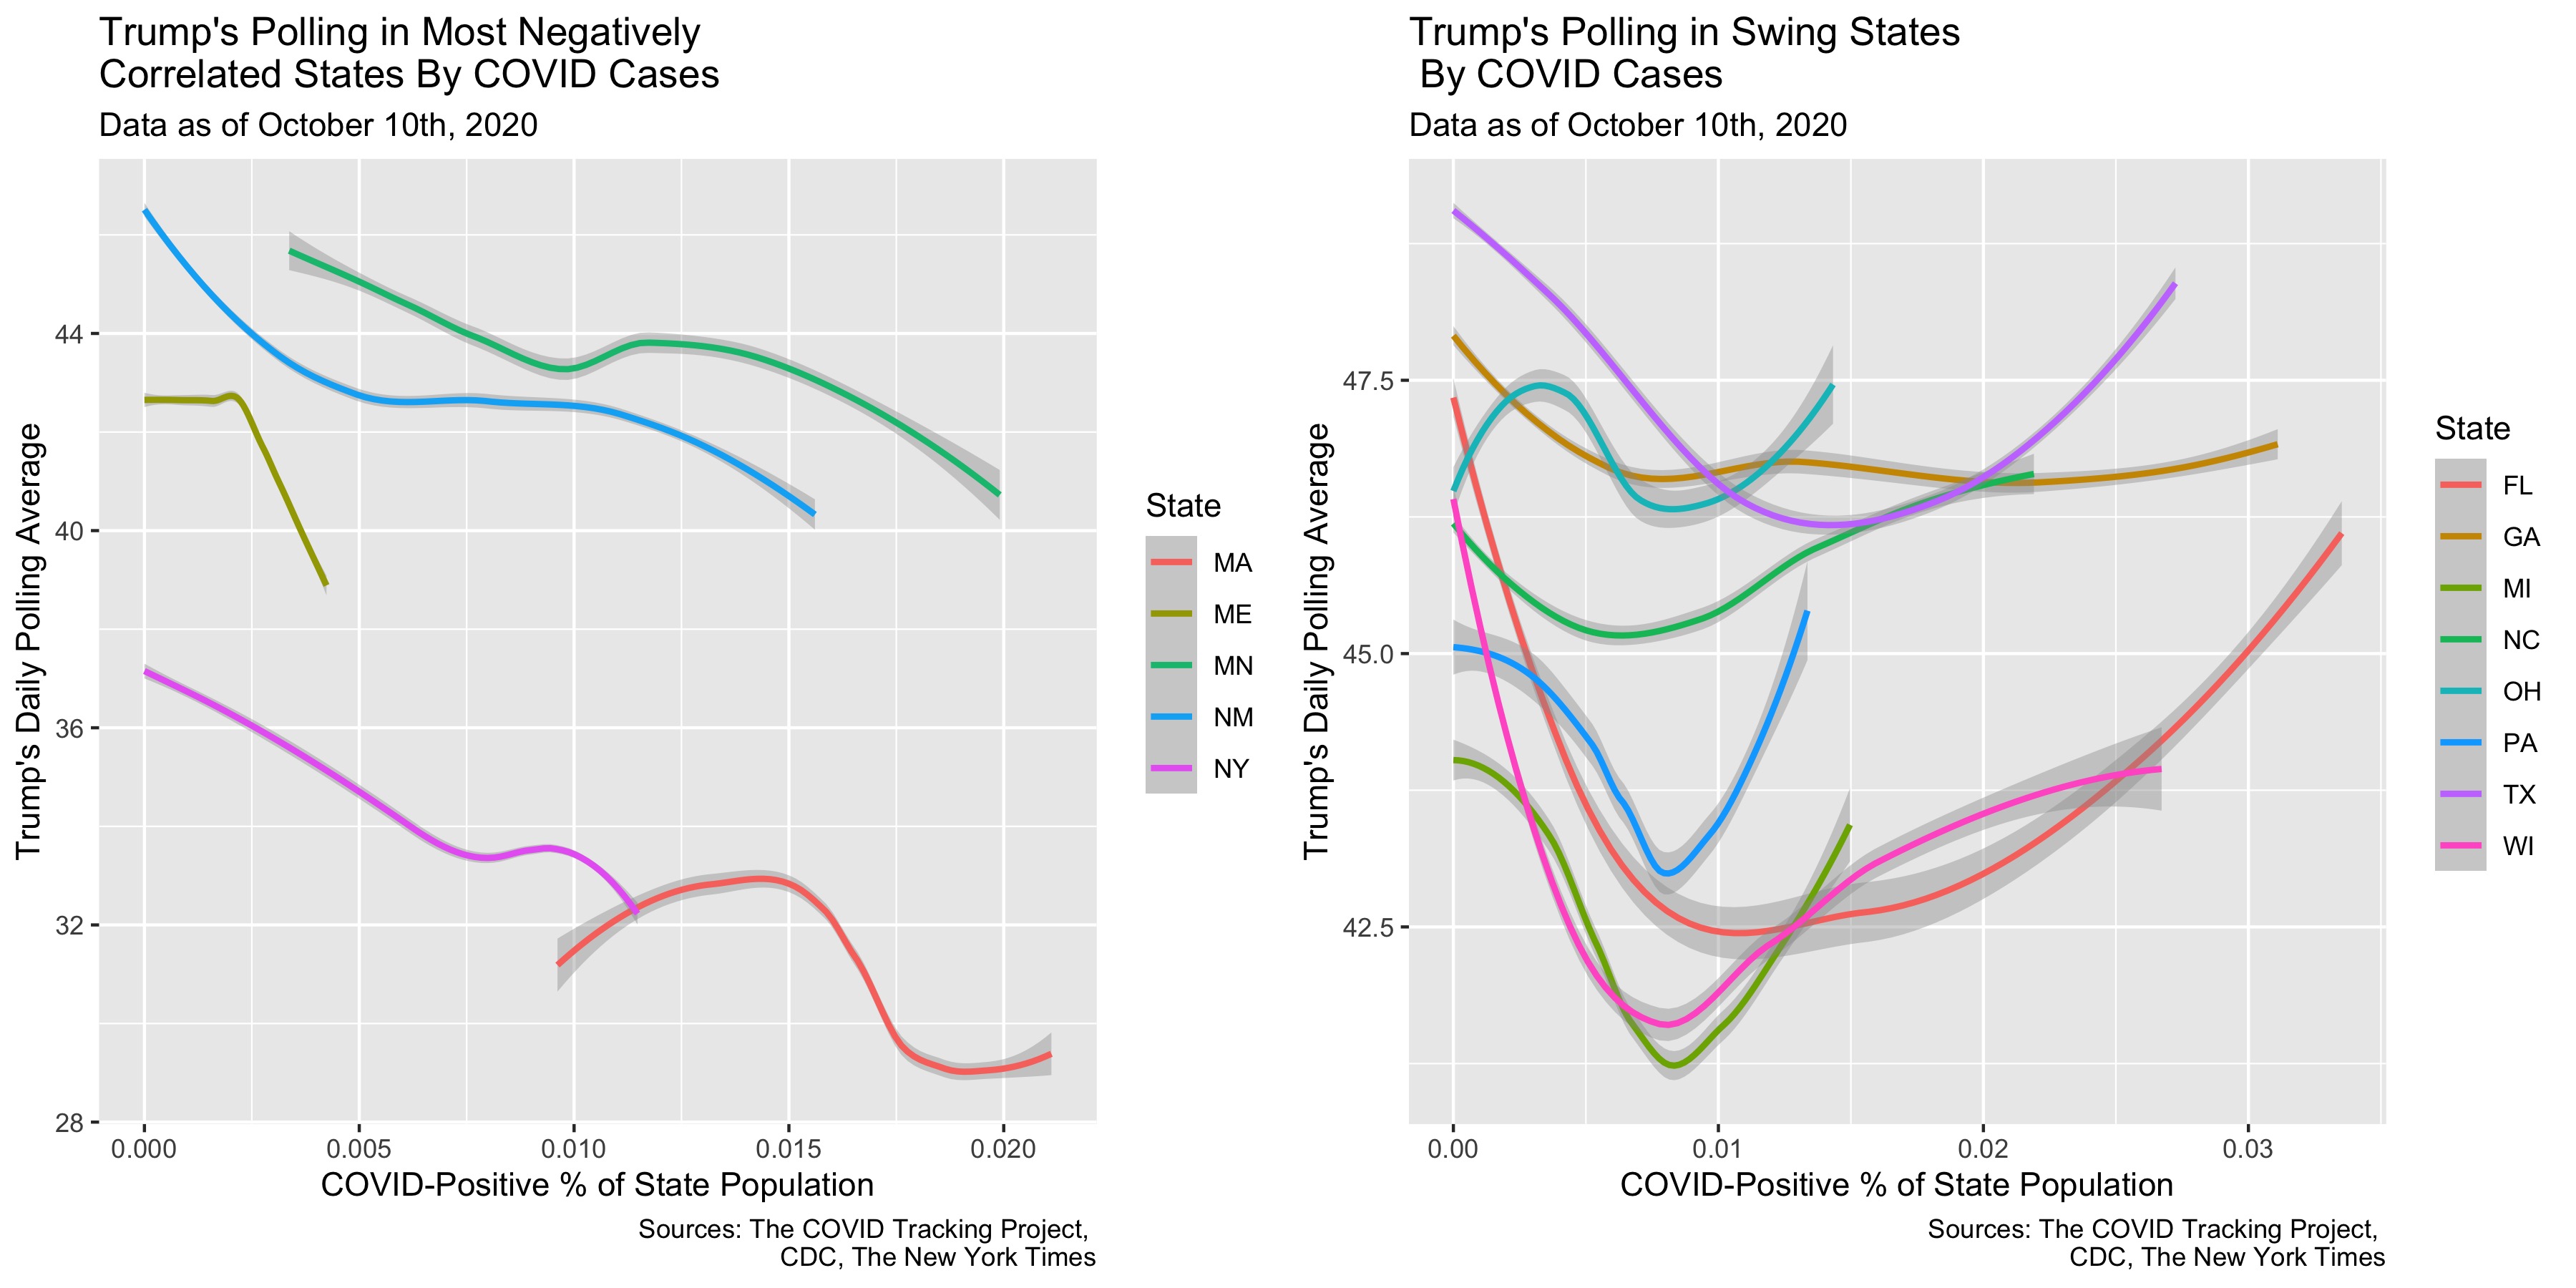 Trump's Polling in Most Negatively
Correlated States By COVID Cases
Data as of October 10th, 2020
Trump's Daily Polling Average
44
40
36
32
28
0.000
0.005
0.010
0.015
0.020
COVID-Positive % of State Population
Sources: The COVID Tracking Project,
CDC, The New York Times
State
MA
ME
MN
NM
NY
Trump's Polling in Swing States
By COVID Cases
Data as of October 10th, 2020
Trump's Daily Polling Average
47.5
45.0
42.5
0.00
0.01
0.02
0.03
COVID-Positive % of State Population
Sources: The COVID Tracking Project,
CDC, The New York Times
State
FL
GA
MI
NC
OH
PA
TX
WI